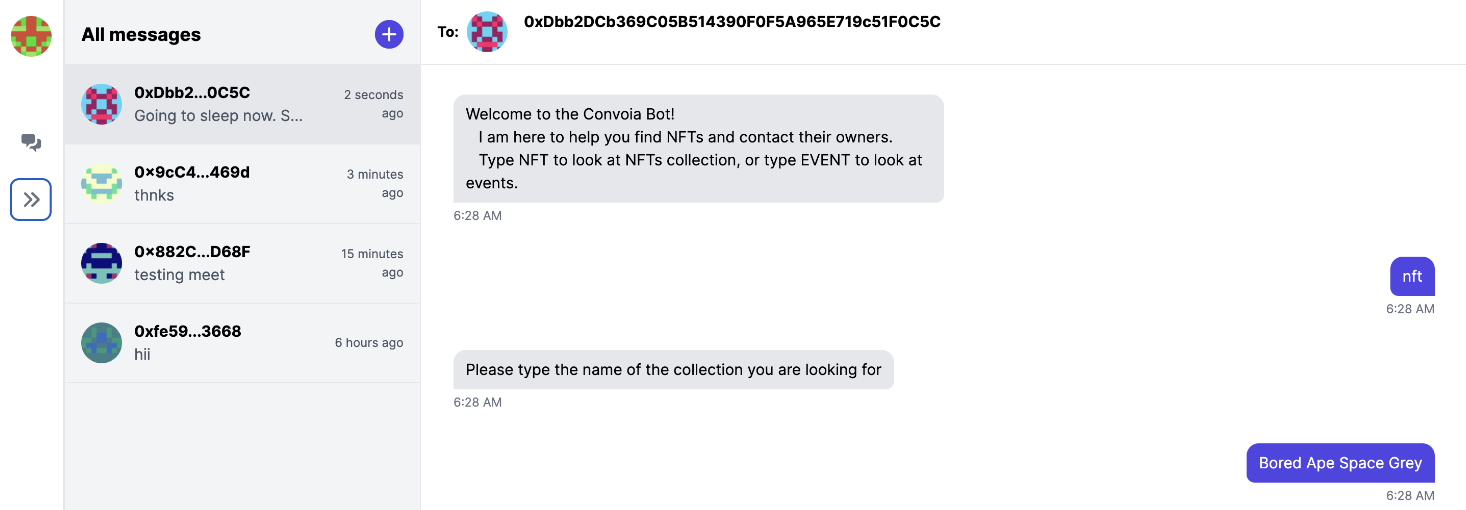 All messages
0xDbb2...0C5C
2 seconds ago
Going to sleep now. S...
0x9cC4...469d
3 minutes ago
thnks
0x882C...D68F
15 minutes ago
testing meet
0xfe59...3668
6 hours ago
hii
To: 0xDbb2DCb369C05B514390F0F5A965E719c51F0C5C
Welcome to the Convoia Bot!
I am here to help you find NFTs and contact their owners.
Type NFT to look at NFTs collection, or type EVENT to look at
events.
6:28 AM
nft
6:28 AM
Please type the name of the collection you are looking for
6:28 AM
Bored Ape Space Grey
6:28 AM